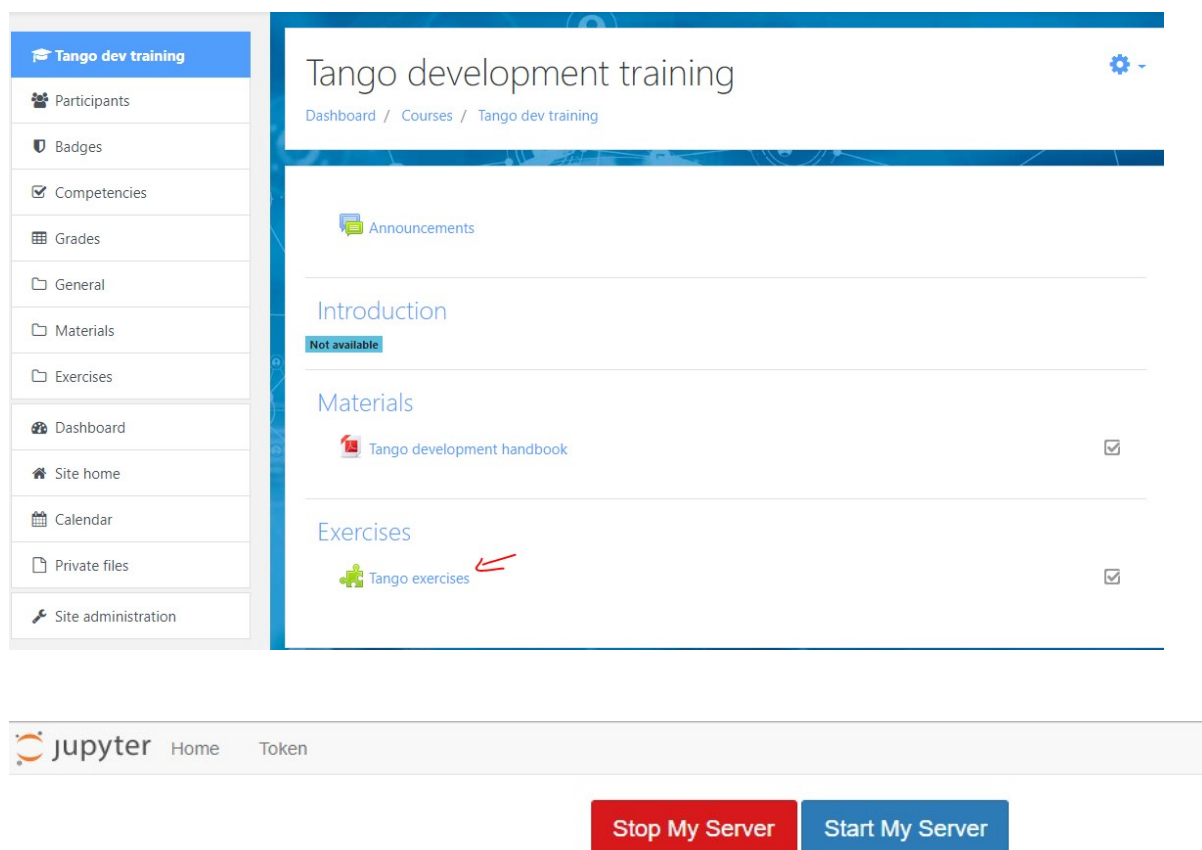 Tango dev training
Participants
Badges
Competencies
Grades
General
Materials
Exercises
Dashboard
Site home
Calendar
Private files
Site administration
Tango development training
Dashboard / Courses / Tango dev training
Announcements
Introduction
Not available
Materials
Tango development handbook
Exercises
Tango exercises
jupyter Home Token
Stop My Server Start My Server